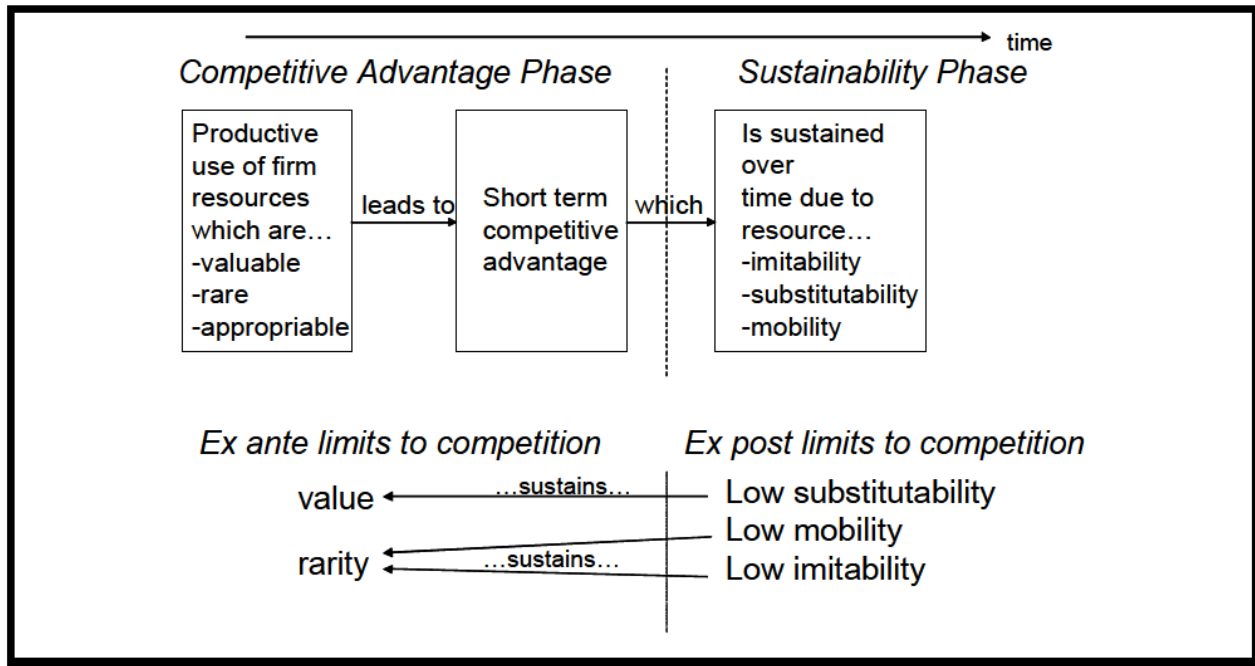 time
Competitive Advantage Phase
Sustainability Phase
Productive
use of firm
resources
which are…
-valuable
-rare
-appropriable
leads to
Short term
competitive
advantage
which
Is sustained
over
time due to
resource…
-imitability
-substitutability
-mobility
Ex ante limits to competition
Ex post limits to competition
value
…sustains…
Low substitutability
Low mobility
rarity
…sustains…
Low imitability